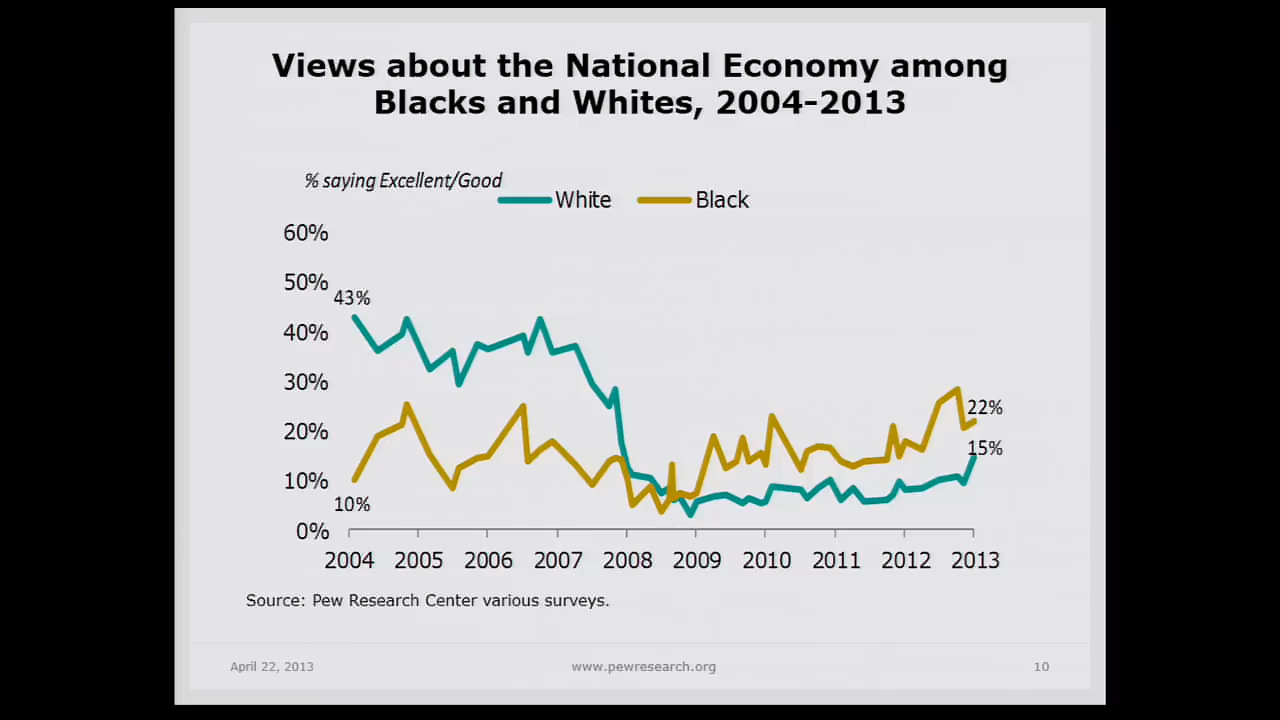 Views about the National Economy among
Blacks and Whites, 2004-2013
% saying Excellent/Good
White Black
60%
50%
43%
40%
30%
22%
20%
15%
10%
10%
0%
2004 2005 2006 2007 2008 2009 2010 2011 2012 2013
Source: Pew Research Center various surveys.
April 22, 2013 www.pewresearch.org 10